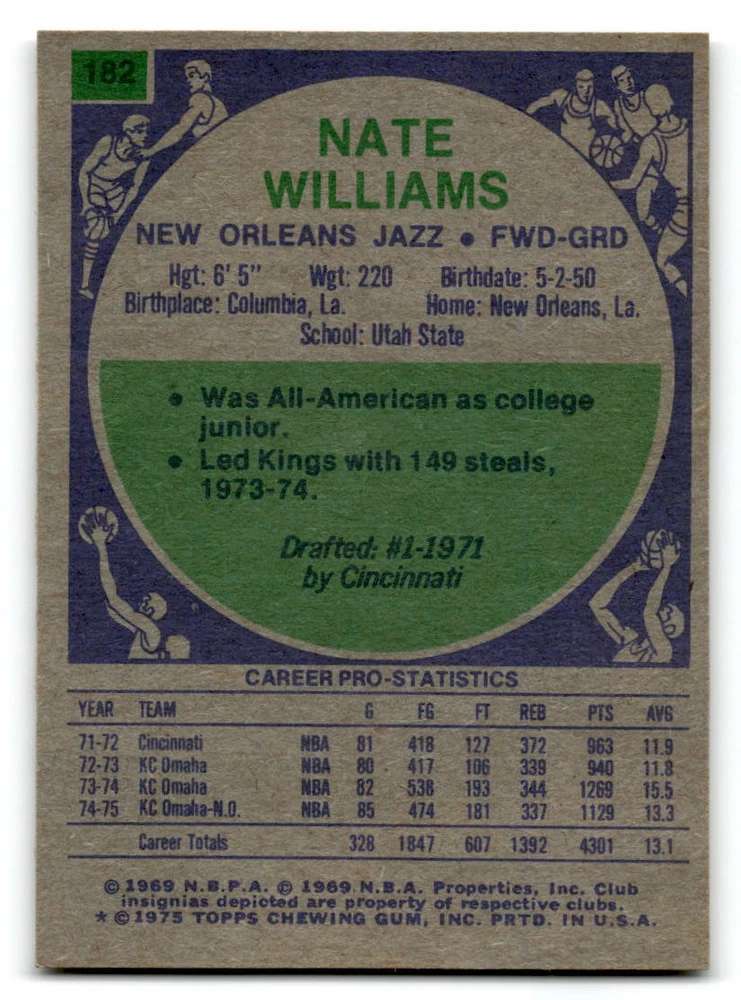 182
NATE
WILLIAMS
NEW ORLEANS JAZZ • FWD-GRD
Hgt: 6' 5" Wgt: 220 Birthdate: 5-2-50
Birthplace: Columbia, La. Home: New Orleans, La.
School: Utah State
• Was All-American as college
junior.
• Led Kings with 149 steals,
1973-74.
Drafted: #1-1971
by Cincinnati
CAREER PRO-STATISTICS
YEAR TEAM G FG FT REB PTS AVG
71-72 Cincinnati NBA 81 418 127 372 963 11.9
72-73 KC Omaha NBA 80 417 106 339 940 11.8
73-74 KC Omaha NBA 82 538 193 344 1269 15.5
74-75 KC Omaha-N.O. NBA 85 474 181 337 1129 13.3
Career Totals 328 1847 607 1392 4301 13.1
© 1969 N.B.P.A. © 1969 N.B.A. Properties, Inc. Club
insignias depicted are property of respective clubs.
* © 1975 TOPPS CHEWING GUM, INC. PRTD. IN U.S.A.